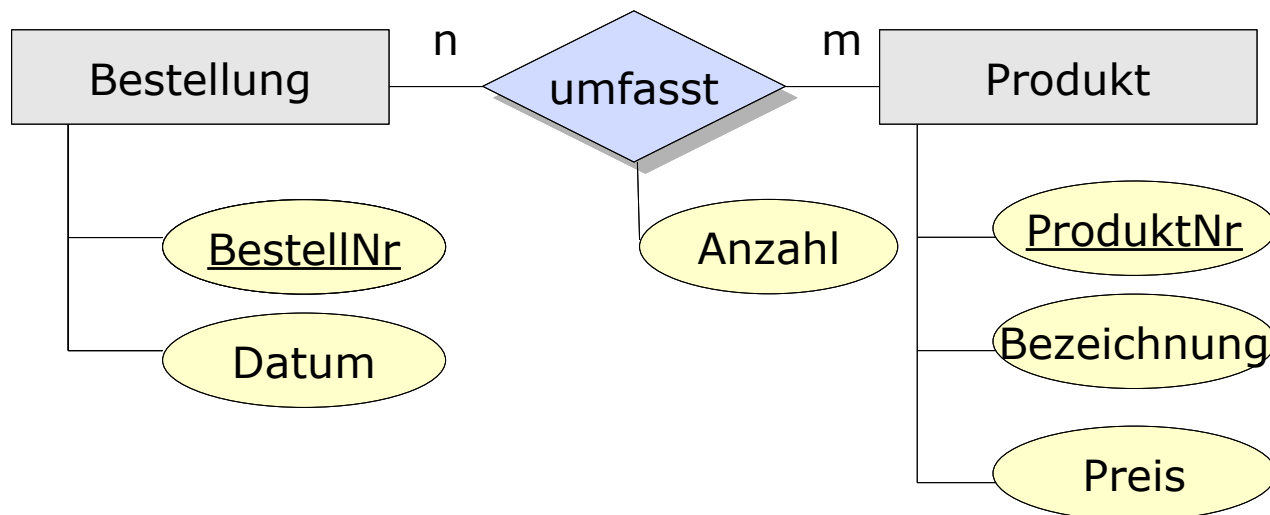 n
m
Bestellung
umfasst
Produkt
BestellNr
Anzahl
ProduktNr
Datum
Bezeichnung
Preis